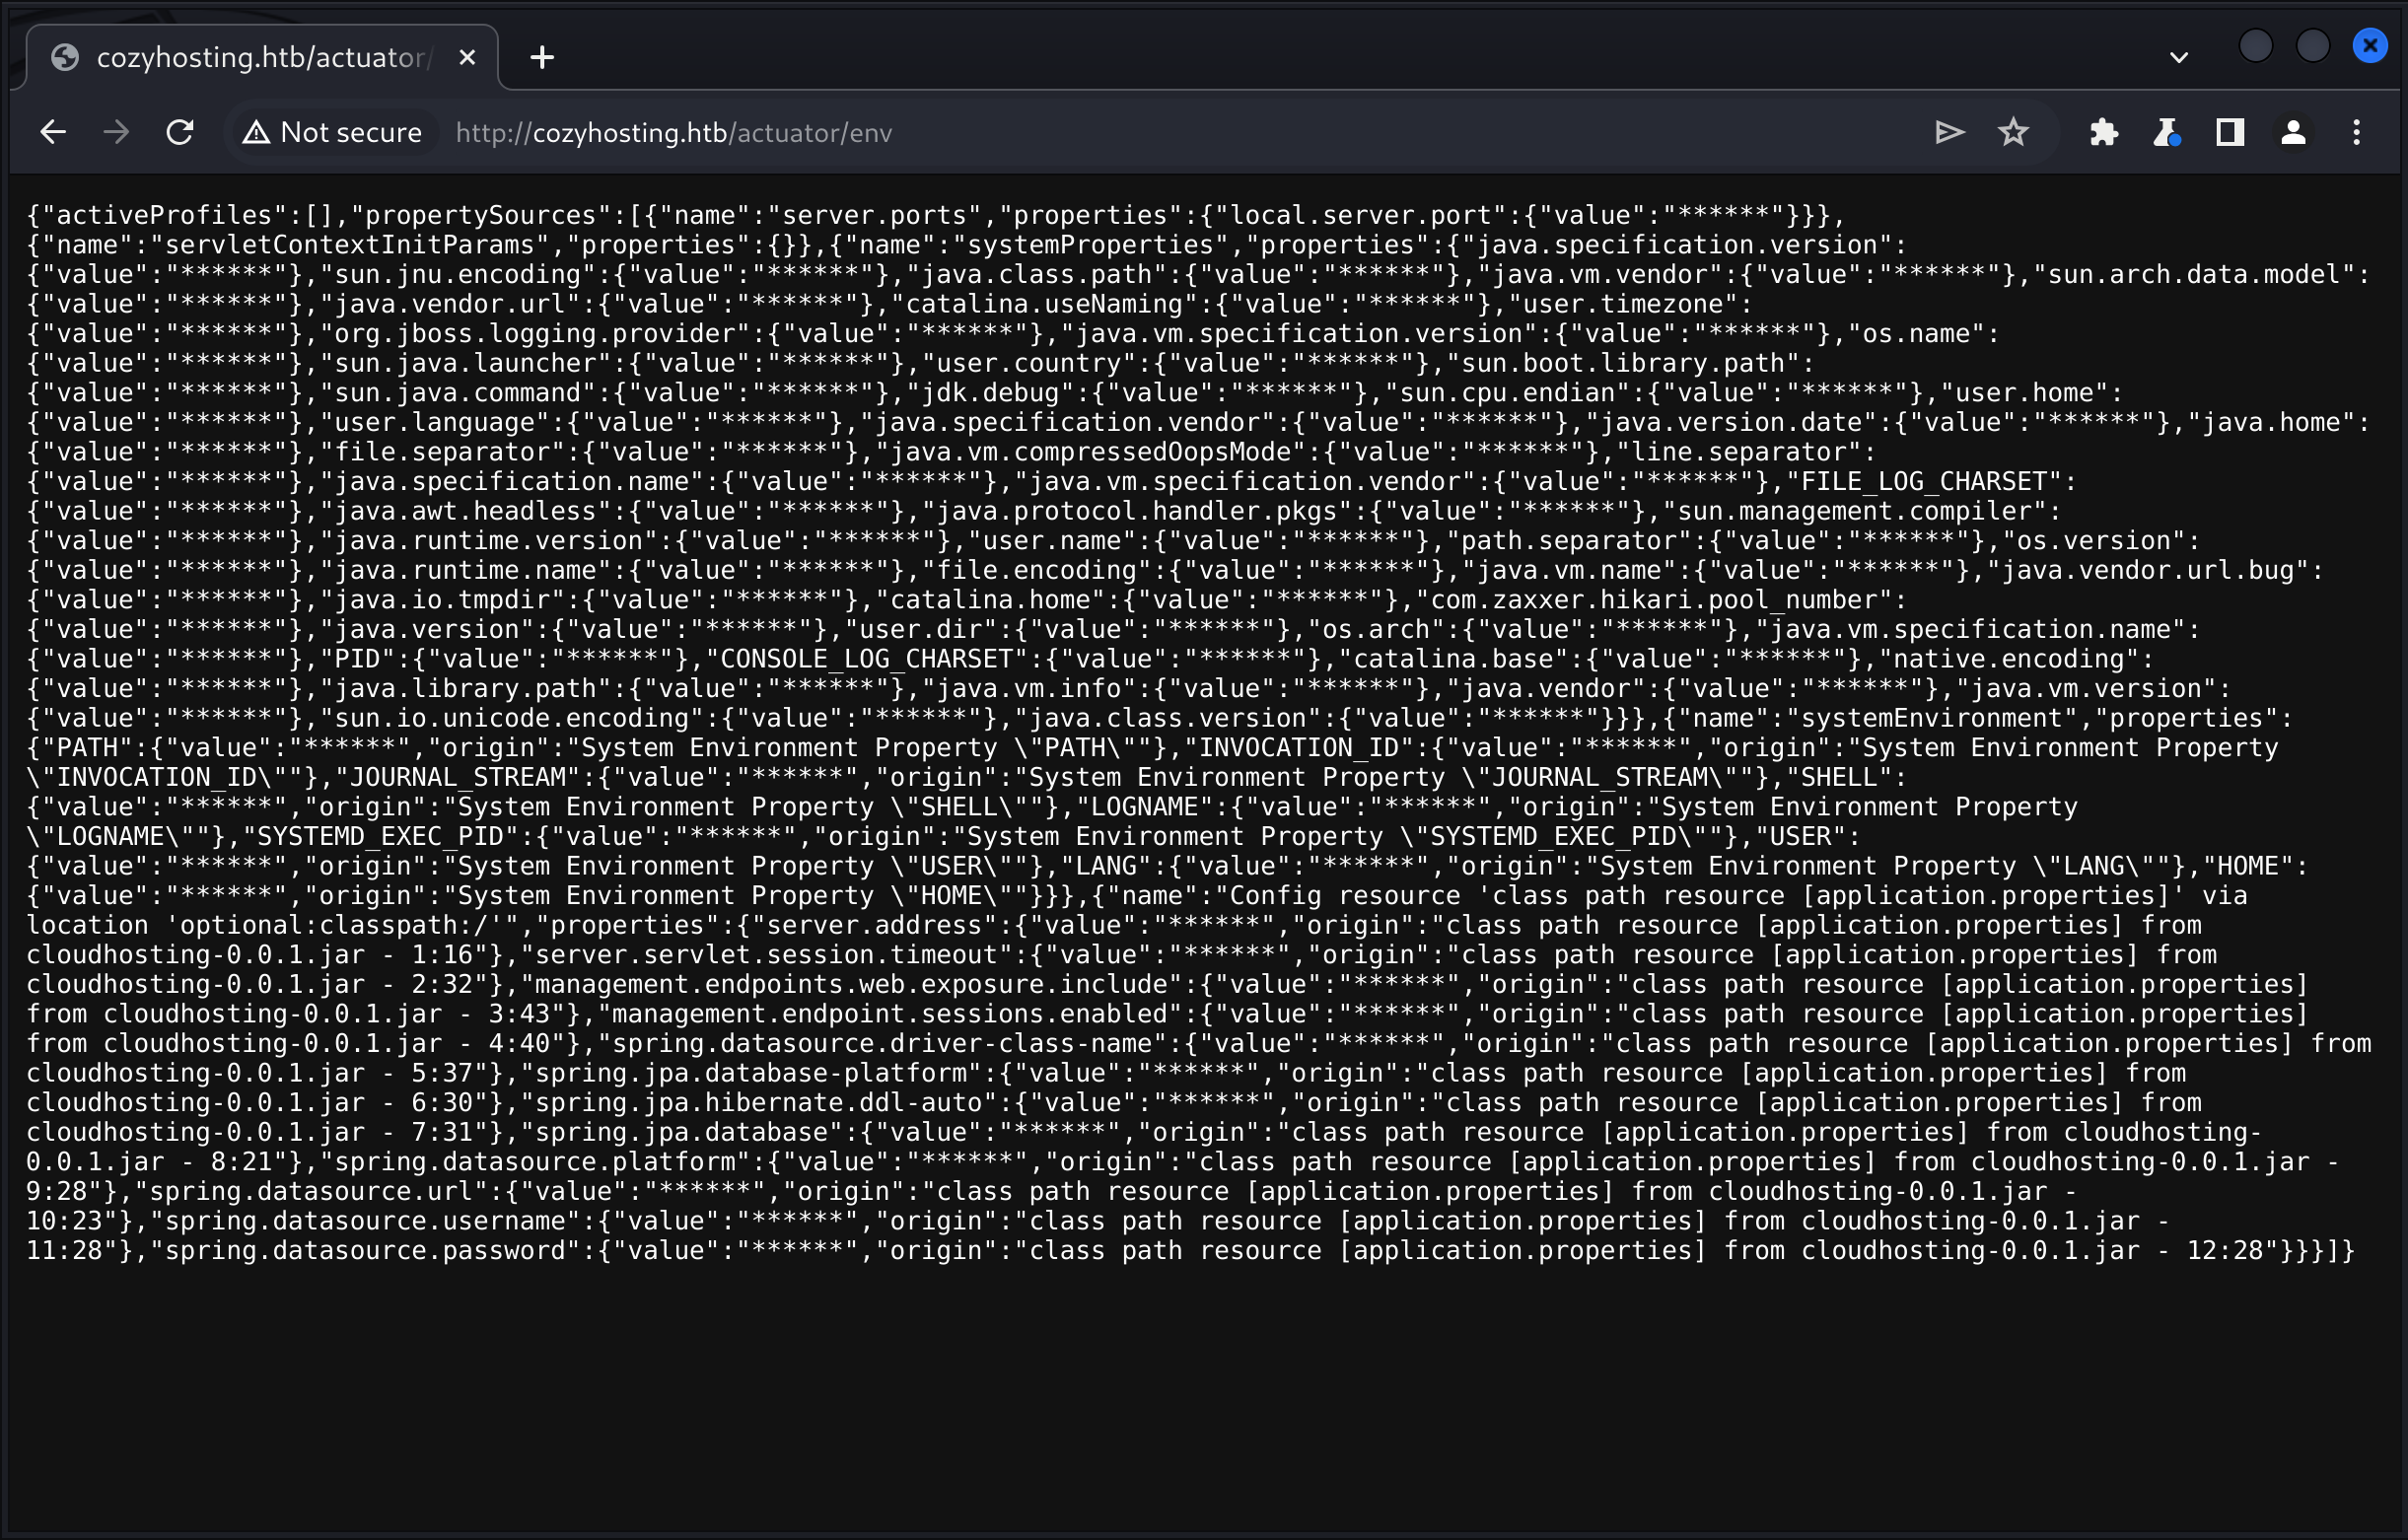 cozyhosting.htb/actuator/
Not secure
http://cozyhosting.htb/actuator/env
{"activeProfiles":[],"propertySources":[{"name":"server.ports","properties":{"local.server.port":{"value":"******"}}},
{"name":"servletContextInitParams","properties":{}},{"name":"systemProperties","properties":{"java.specification.version":
{"value":"******"},"sun.jnu.encoding":{"value":"******"},"java.class.path":{"value":"******"},"java.vm.vendor":{"value":"******"},"sun.arch.data.model":
{"value":"******"},"java.vendor.url":{"value":"******"},"catalina.useNaming":{"value":"******"},"user.timezone":
{"value":"******"},"org.jboss.logging.provider":{"value":"******"},"java.vm.specification.version":{"value":"******"},"os.name":
{"value":"******"},"sun.java.launcher":{"value":"******"},"user.country":{"value":"******"},"sun.boot.library.path":
{"value":"******"},"sun.java.command":{"value":"******"},"jdk.debug":{"value":"******"},"sun.cpu.endian":{"value":"******"},"user.home":
{"value":"******"},"user.language":{"value":"******"},"java.specification.vendor":{"value":"******"},"java.version.date":{"value":"******"},"java.home":
{"value":"******"},"file.separator":{"value":"******"},"java.vm.compressedOopsMode":{"value":"******"},"line.separator":
{"value":"******"},"java.specification.name":{"value":"******"},"java.vm.specification.vendor":{"value":"******"},"FILE_LOG_CHARSET":
{"value":"******"},"java.awt.headless":{"value":"******"},"java.protocol.handler.pkgs":{"value":"******"},"sun.management.compiler":
{"value":"******"},"java.runtime.version":{"value":"******"},"user.name":{"value":"******"},"path.separator":{"value":"******"},"os.version":
{"value":"******"},"java.runtime.name":{"value":"******"},"file.encoding":{"value":"******"},"java.vm.name":{"value":"******"},"java.vendor.url.bug":
{"value":"******"},"java.io.tmpdir":{"value":"******"},"catalina.home":{"value":"******"},"com.zaxxer.hikari.pool_number":
{"value":"******"},"java.version":{"value":"******"},"user.dir":{"value":"******"},"os.arch":{"value":"******"},"java.vm.specification.name":
{"value":"******"},"PID":{"value":"******"},"CONSOLE_LOG_CHARSET":{"value":"******"},"catalina.base":{"value":"******"},"native.encoding":
{"value":"******"},"java.library.path":{"value":"******"},"java.vm.info":{"value":"******"},"java.vendor":{"value":"******"},"java.vm.version":
{"value":"******"},"sun.io.unicode.encoding":{"value":"******"},"java.class.version":{"value":"******"}}},{"name":"systemEnvironment","properties":
{"PATH":{"value":"******","origin":"System Environment Property \"PATH\""},"INVOCATION_ID":{"value":"******","origin":"System Environment Property
\"INVOCATION_ID\""},"JOURNAL_STREAM":{"value":"******","origin":"System Environment Property \"JOURNAL_STREAM\""},"SHELL":
{"value":"******","origin":"System Environment Property \"SHELL\""},"LOGNAME":{"value":"******","origin":"System Environment Property
\"LOGNAME\""},"SYSTEMD_EXEC_PID":{"value":"******","origin":"System Environment Property \"SYSTEMD_EXEC_PID\""},"USER":
{"value":"******","origin":"System Environment Property \"USER\""},"LANG":{"value":"******","origin":"System Environment Property \"LANG\""},"HOME":
{"value":"******","origin":"System Environment Property \"HOME\""}}},{"name":"Config resource 'class path resource [application.properties]' via
location 'optional:classpath:/'","properties":{"server.address":{"value":"******","origin":"class path resource [application.properties] from
cloudhosting-0.0.1.jar - 1:16"},"server.servlet.session.timeout":{"value":"******","origin":"class path resource [application.properties] from
cloudhosting-0.0.1.jar - 2:32"},"management.endpoints.web.exposure.include":{"value":"******","origin":"class path resource [application.properties]
from cloudhosting-0.0.1.jar - 3:43"},"management.endpoint.sessions.enabled":{"value":"******","origin":"class path resource [application.properties]
from cloudhosting-0.0.1.jar - 4:40"},"spring.datasource.driver-class-name":{"value":"******","origin":"class path resource [application.properties] from
cloudhosting-0.0.1.jar - 5:37"},"spring.jpa.database-platform":{"value":"******","origin":"class path resource [application.properties] from
cloudhosting-0.0.1.jar - 6:30"},"spring.jpa.hibernate.ddl-auto":{"value":"******","origin":"class path resource [application.properties] from
cloudhosting-0.0.1.jar - 7:31"},"spring.jpa.database":{"value":"******","origin":"class path resource [application.properties] from cloudhosting-
0.0.1.jar - 8:21"},"spring.datasource.platform":{"value":"******","origin":"class path resource [application.properties] from cloudhosting-0.0.1.jar -
9:28"},"spring.datasource.url":{"value":"******","origin":"class path resource [application.properties] from cloudhosting-0.0.1.jar -
10:23"},"spring.datasource.username":{"value":"******","origin":"class path resource [application.properties] from cloudhosting-0.0.1.jar -
11:28"},"spring.datasource.password":{"value":"******","origin":"class path resource [application.properties] from cloudhosting-0.0.1.jar - 12:28"}}}]}